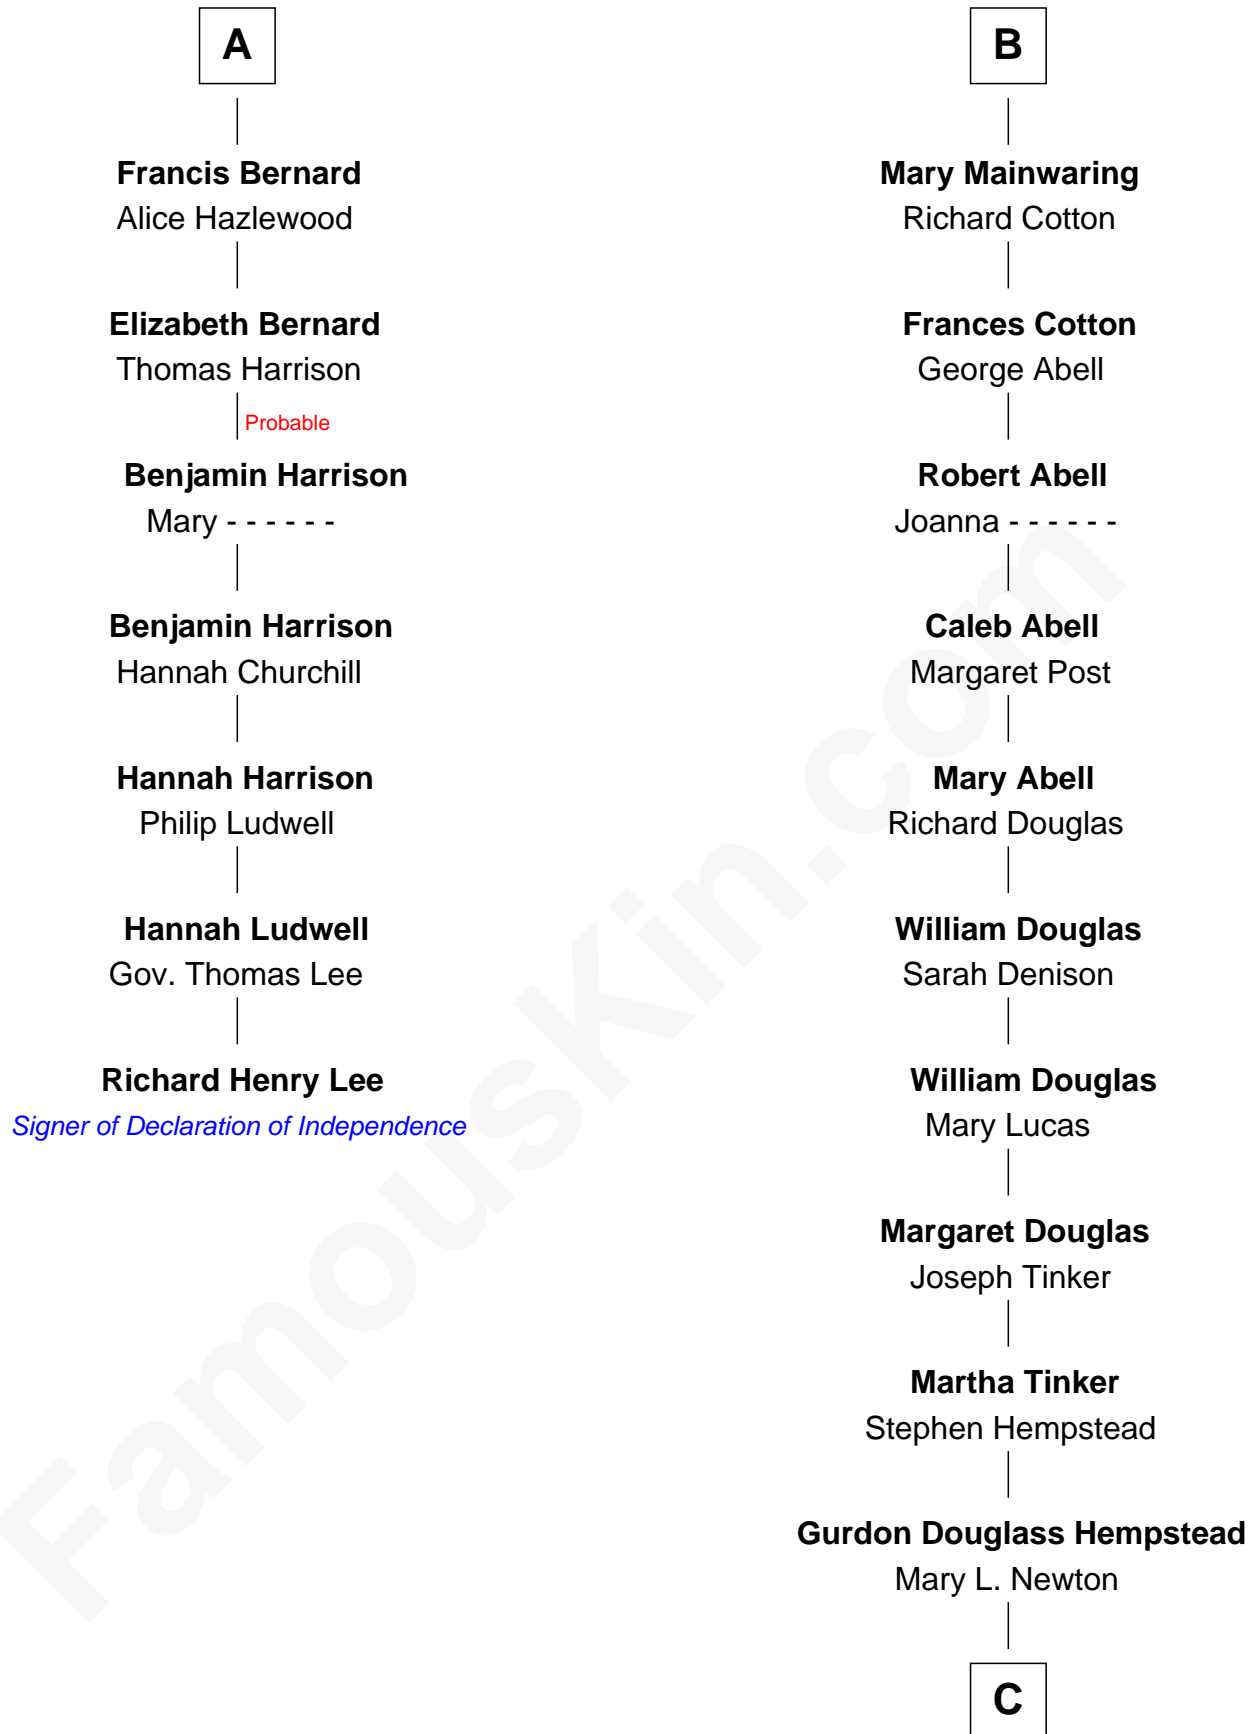 A
Francis Bernard
Alice Hazlewood
Elizabeth Bernard
Thomas Harrison
Probable
Benjamin Harrison
Mary - - - - - -
Benjamin Harrison
Hannah Churchill
Hannah Harrison
Philip Ludwell
Hannah Ludwell
Gov. Thomas Lee
Richard Henry Lee
Signer of Declaration of Independence
B
Mary Mainwaring
Richard Cotton
Frances Cotton
George Abell
Robert Abell
Joanna - - - - - -
Caleb Abell
Margaret Post
Mary Abell
Richard Douglas
William Douglas
Sarah Denison
William Douglas
Mary Lucas
Margaret Douglas
Joseph Tinker
Martha Tinker
Stephen Hempstead
Gurdon Douglass Hempstead
Mary L. Newton
C
FamousKin.com